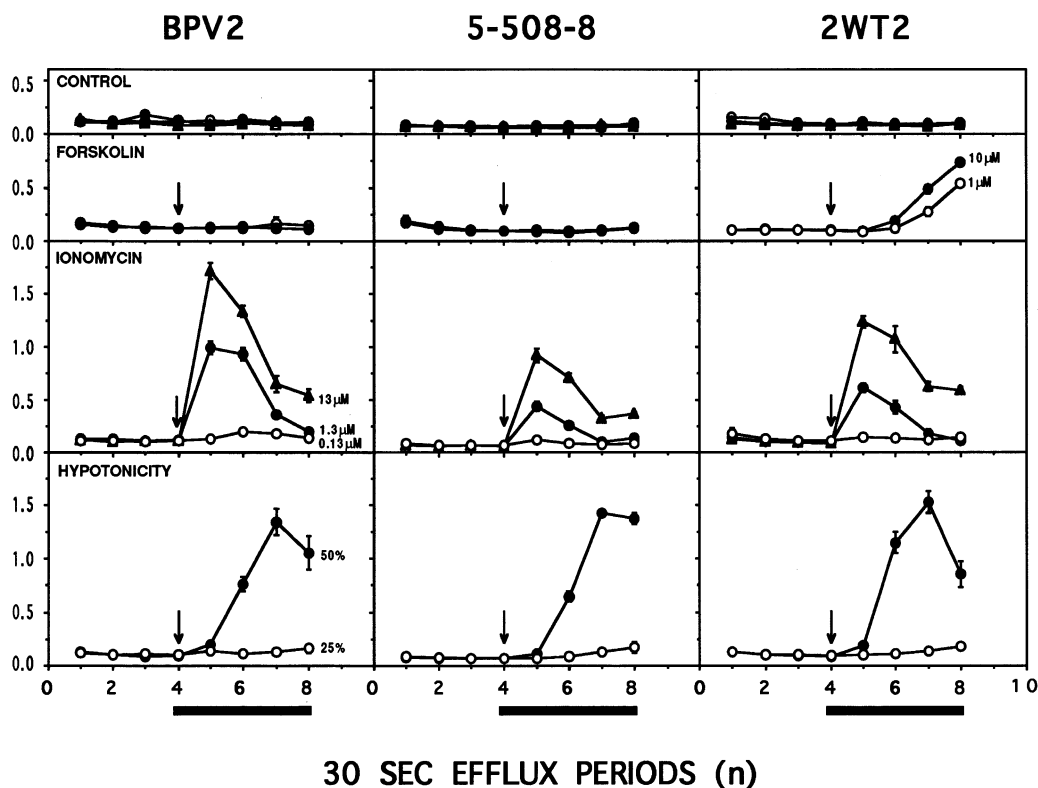 BPV2 5-508-8 2WT2
CONTROL
0.5
0.0
FORSKOLIN
10 µM
1 µM
0.5
0.0
IONOMYCIN
1.5
1.0
0.5
13 µM
1.3 µM
0.13 µM
0.0
HYPOTONICITY
1.5
1.0
50%
0.5
25%
0.0
0 2 4 6 8 0 2 4 6 8 0 2 4 6 8 10
30 SEC EFFLUX PERIODS (n)